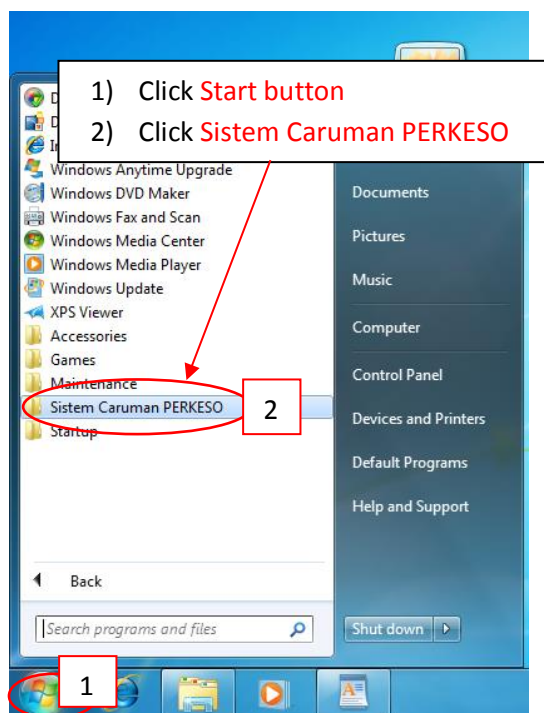 1) Click Start button
2) Click Sistem Caruman PERKESO
Windows Anytime Upgrade
Windows DVD Maker
Windows Fax and Scan
Windows Media Center
Windows Media Player
Windows Update
XPS Viewer
Accessories
Games
Maintenance
Sistem Caruman PERKESO
2
Startup
Back
Search programs and files
Documents
Pictures
Music
Computer
Control Panel
Devices and Printers
Default Programs
Help and Support
Shut down
1